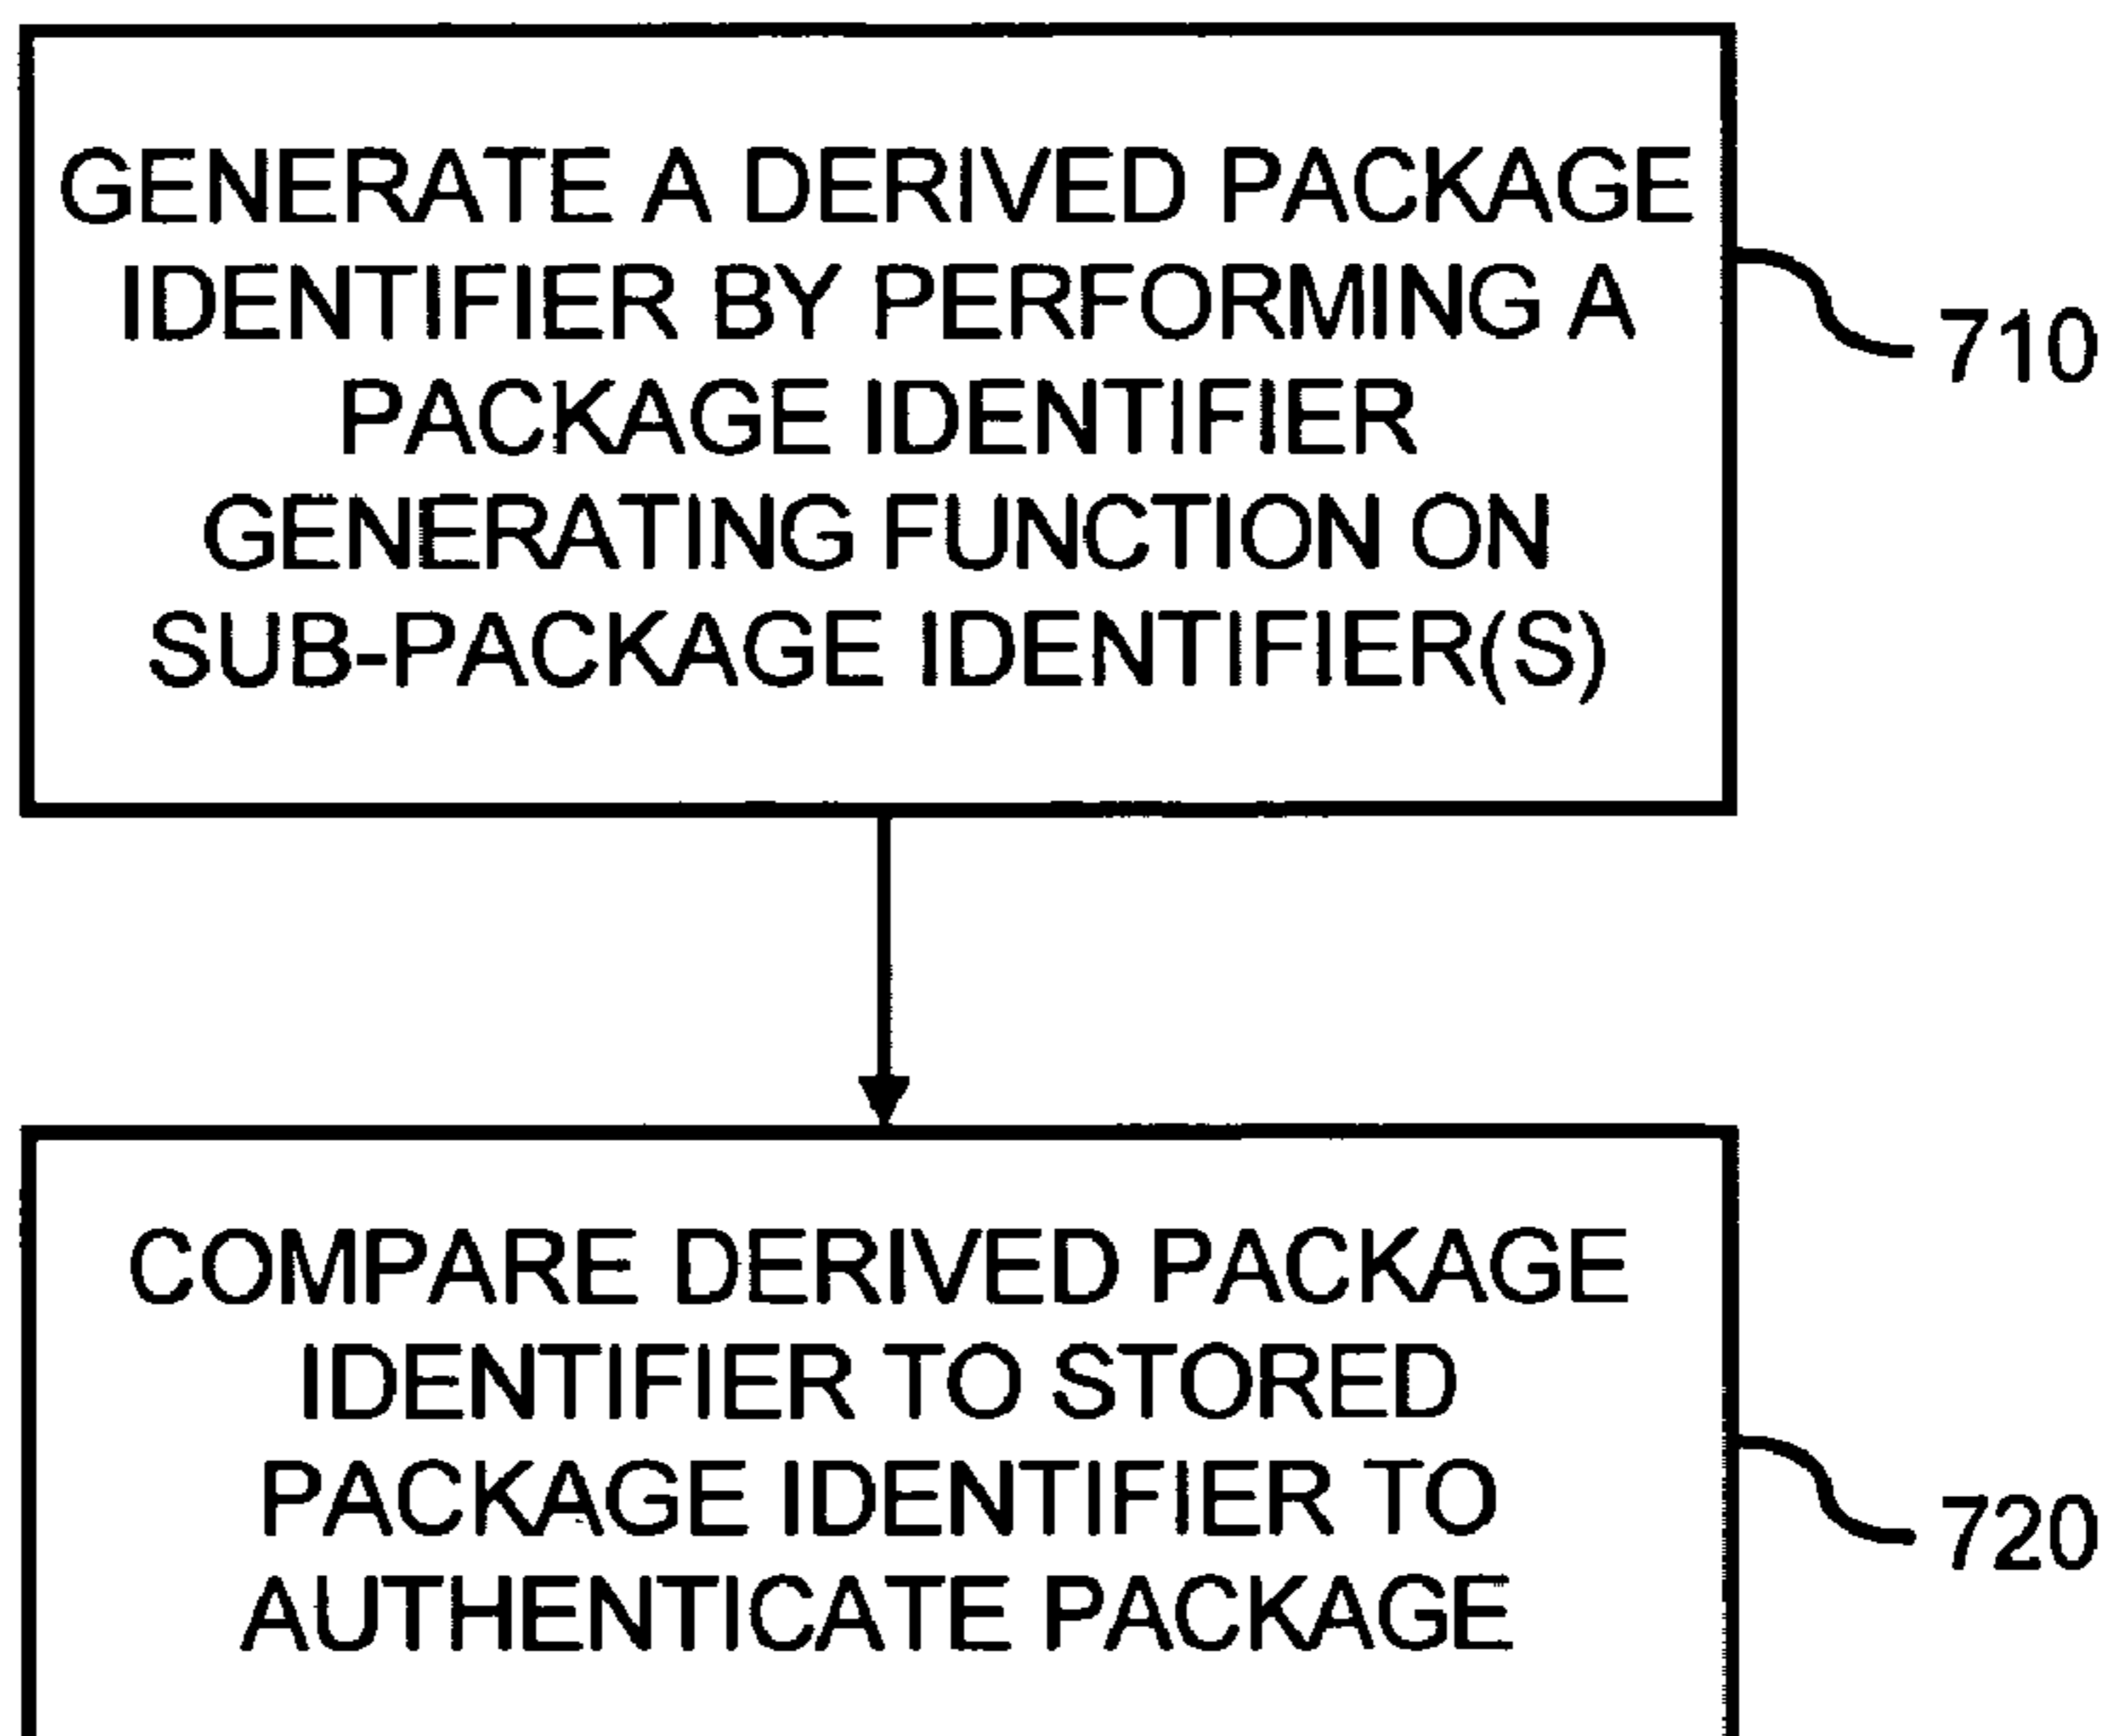 GENERATE A DERIVED PACKAGE
IDENTIFIER BY PERFORMING A
PACKAGE IDENTIFIER
GENERATING FUNCTION ON
SUB-PACKAGE IDENTIFIER(S)
710
COMPARE DERIVED PACKAGE
IDENTIFIER TO STORED
PACKAGE IDENTIFIER TO
AUTHENTICATE PACKAGE
720